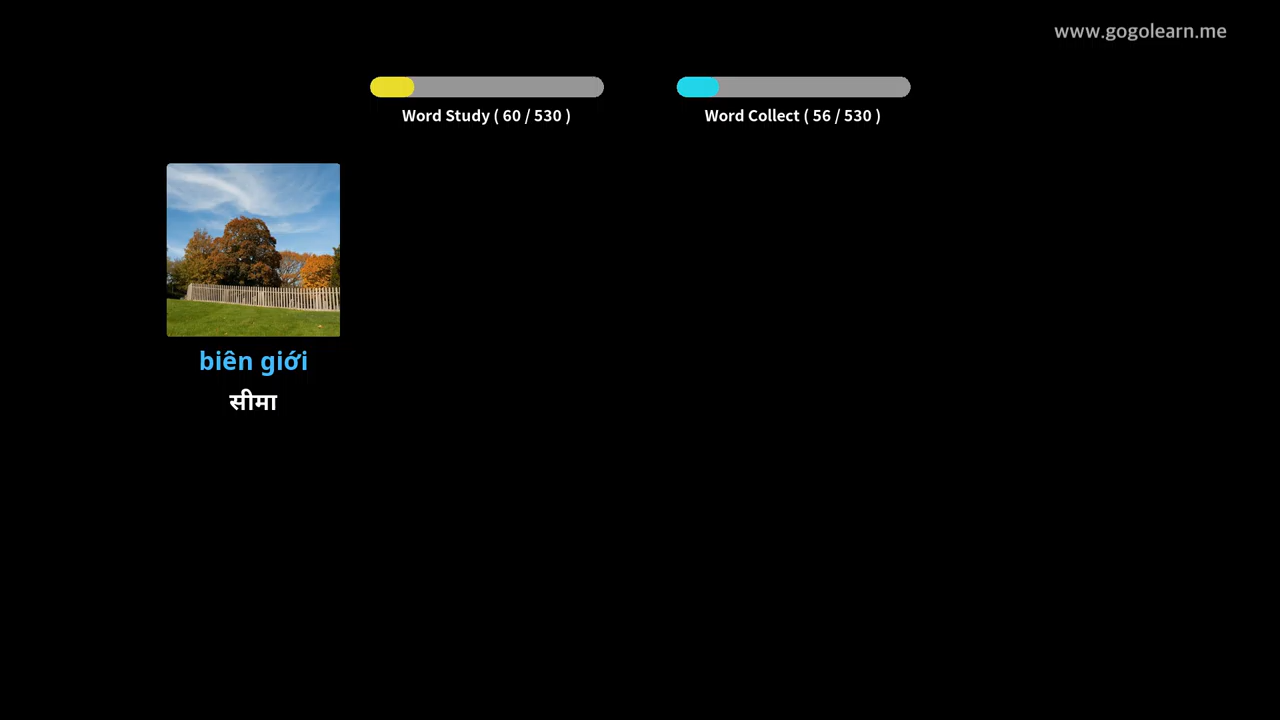 www.gogolearn.me
Word Study ( 60 / 530 )
Word Collect ( 56 / 530 )
biên giới
सीमा